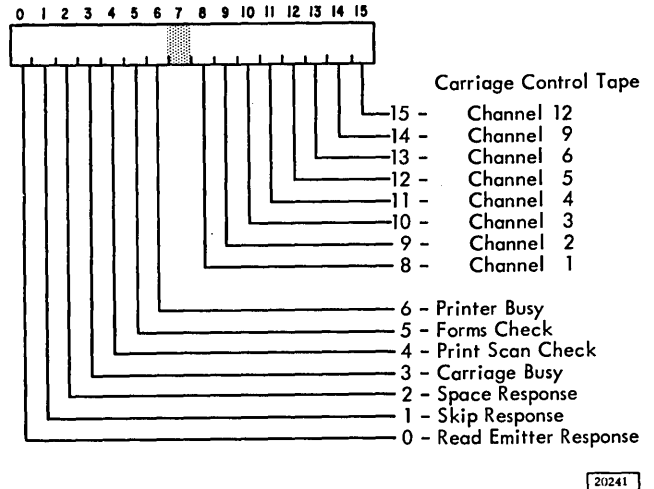 0 1 2 3 4 5 6 7 8 9 10 11 12 13 14 15
Carriage Control Tape
15 - Channel 12
14 - Channel 9
13 - Channel 6
12 - Channel 5
11 - Channel 4
10 - Channel 3
9 - Channel 2
8 - Channel 1
6 - Printer Busy
5 - Forms Check
4 - Print Scan Check
3 - Carriage Busy
2 - Space Response
1 - Skip Response
0 - Read Emitter Response
20241